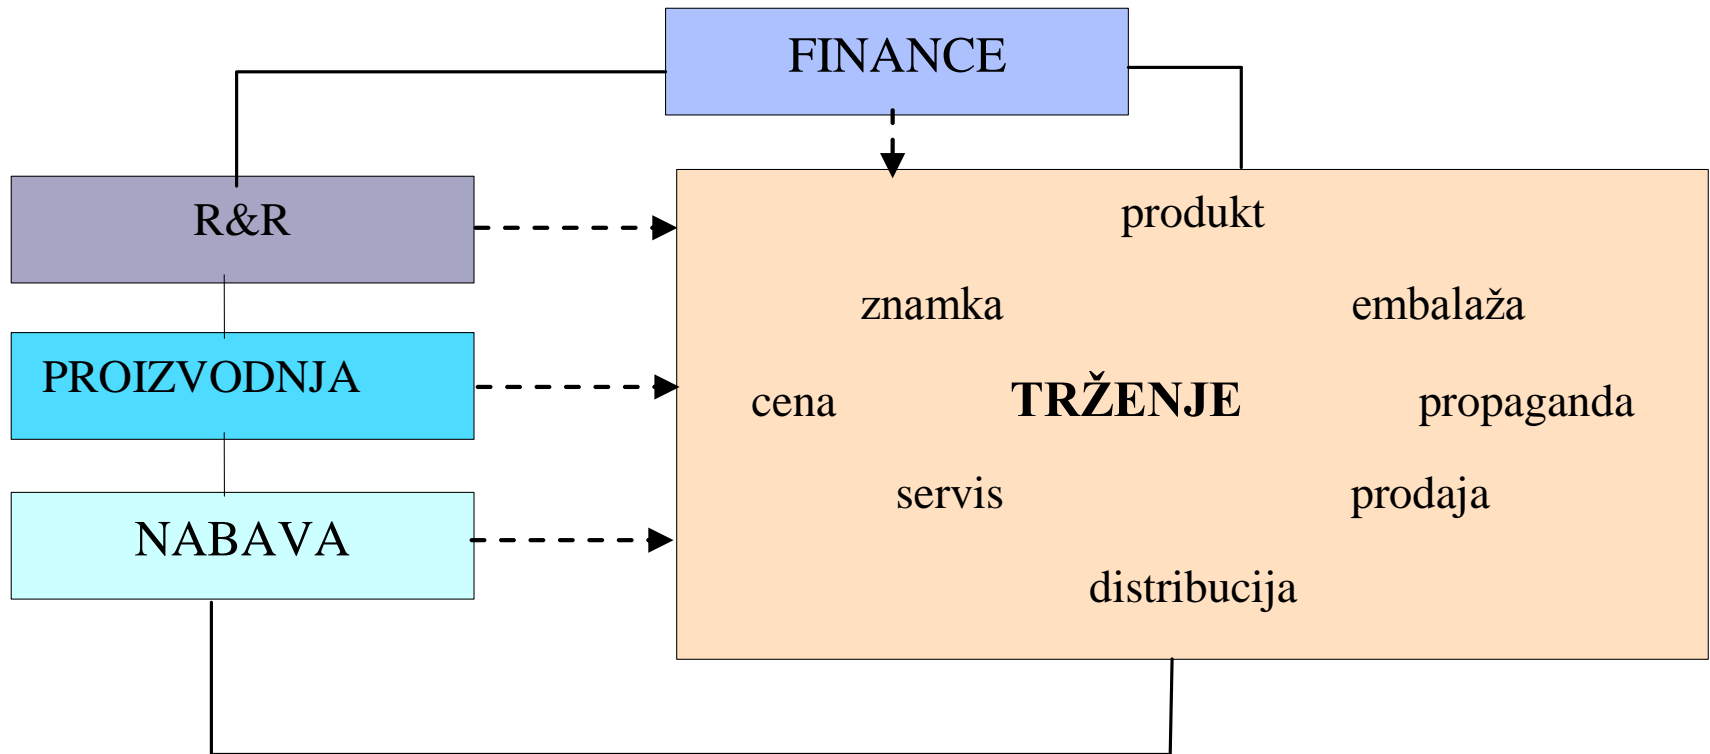 FINANCE
R&R
produkt
znamka
embalaža
PROIZVODNJA
cena
TRŽENJE
propaganda
servis
prodaja
NABAVA
distribucija